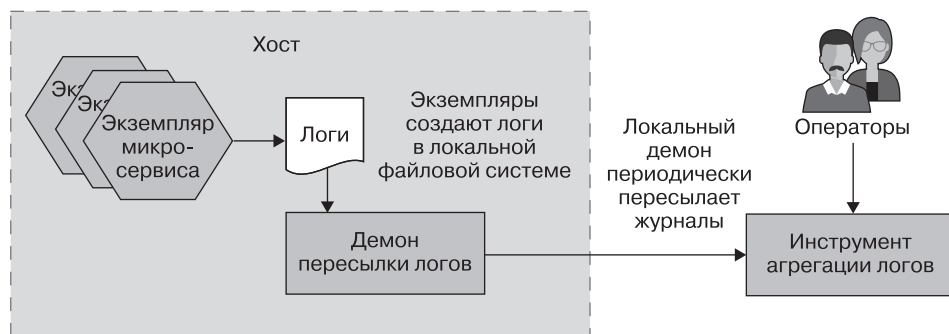 Хост
Эк
Эк
Экземпляр
микро-
сервиса
Логи
Экземпляры
создают логи
в локальной
файловой системе
Демон
пересылки логов
Локальный
демон
периодически
пересылает
журналы
Операторы
Инструмент
агрегации логов